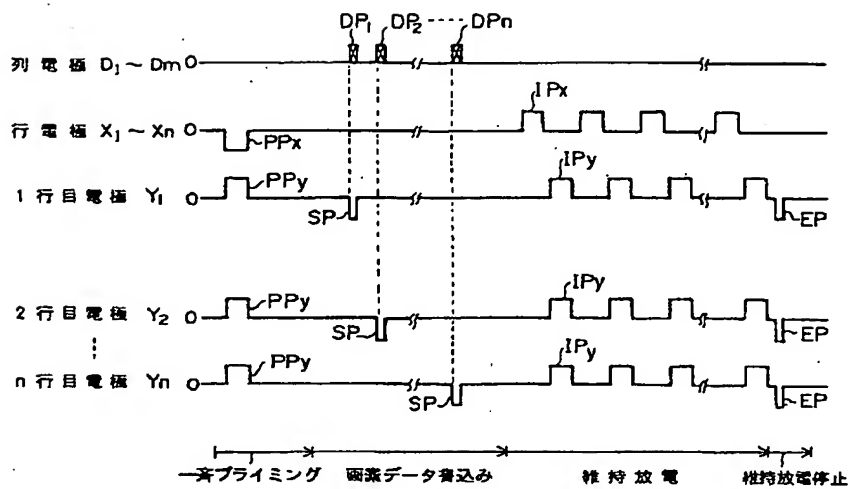 DP₁ DP₂ ---- DPn
列電極 D₁～Dm 0
IPx
行電極 X₁～Xn 0
PPx
PPy
IPy
1行目電極 Y₁ 0
SP
EP
PPy
IPy
2行目電極 Y₂ 0
SP
EP
PPy
IPy
n行目電極 Yn 0
SP
EP
一斉プライミング 画素データ書込み 維持放電 維持放電停止